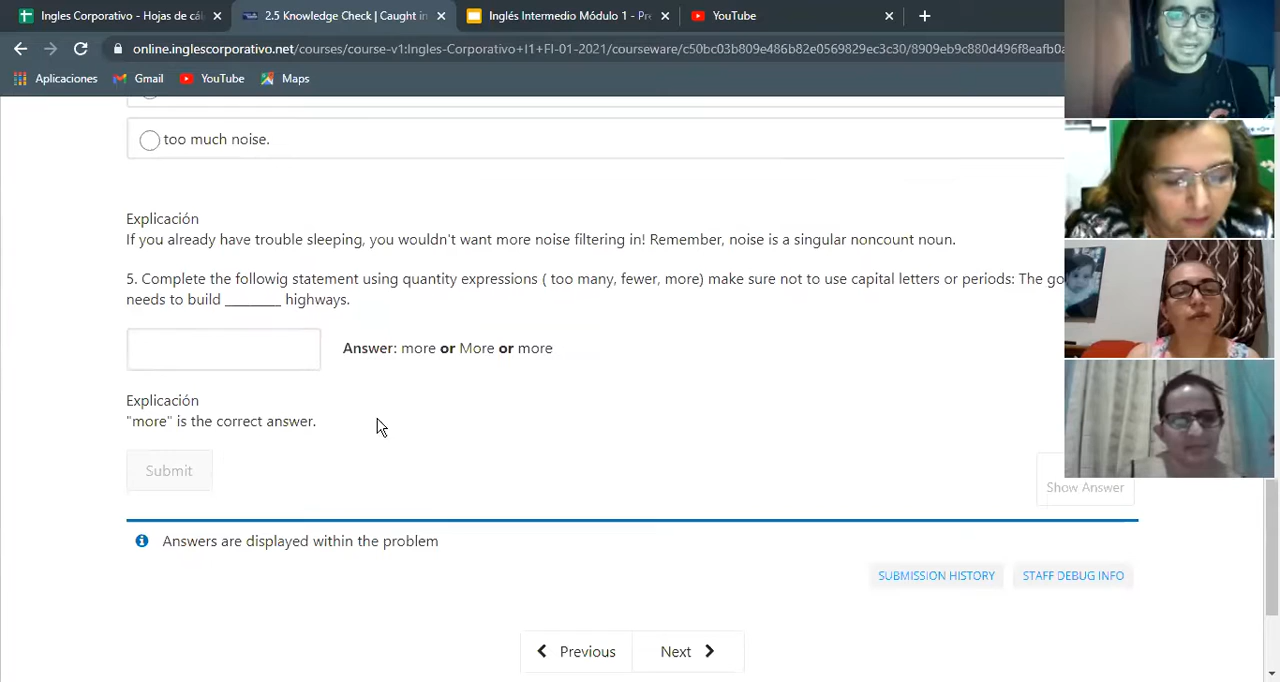 Ingles Corporativo - Hojas de cál
2.5 Knowledge Check | Caught in
Inglés Intermedio Módulo 1 - Pre
YouTube
online.inglescorporativo.net/courses/course-v1:Ingles-Corporativo+I1+FI-01-2021/courseware/c50bc03b809e486b82e0569829ec3c30/8909eb9c880d496f8eafb0a
Aplicaciones
Gmail
YouTube
Maps
too much noise.
Explicación
If you already have trouble sleeping, you wouldn't want more noise filtering in! Remember, noise is a singular noncount noun.
5. Complete the followig statement using quantity expressions ( too many, fewer, more) make sure not to use capital letters or periods: The go
needs to build ________ highways.
Answer: more or More or more
Explicación
"more" is the correct answer.
Submit
Show Answer
Answers are displayed within the problem
SUBMISSION HISTORY
STAFF DEBUG INFO
Previous
Next